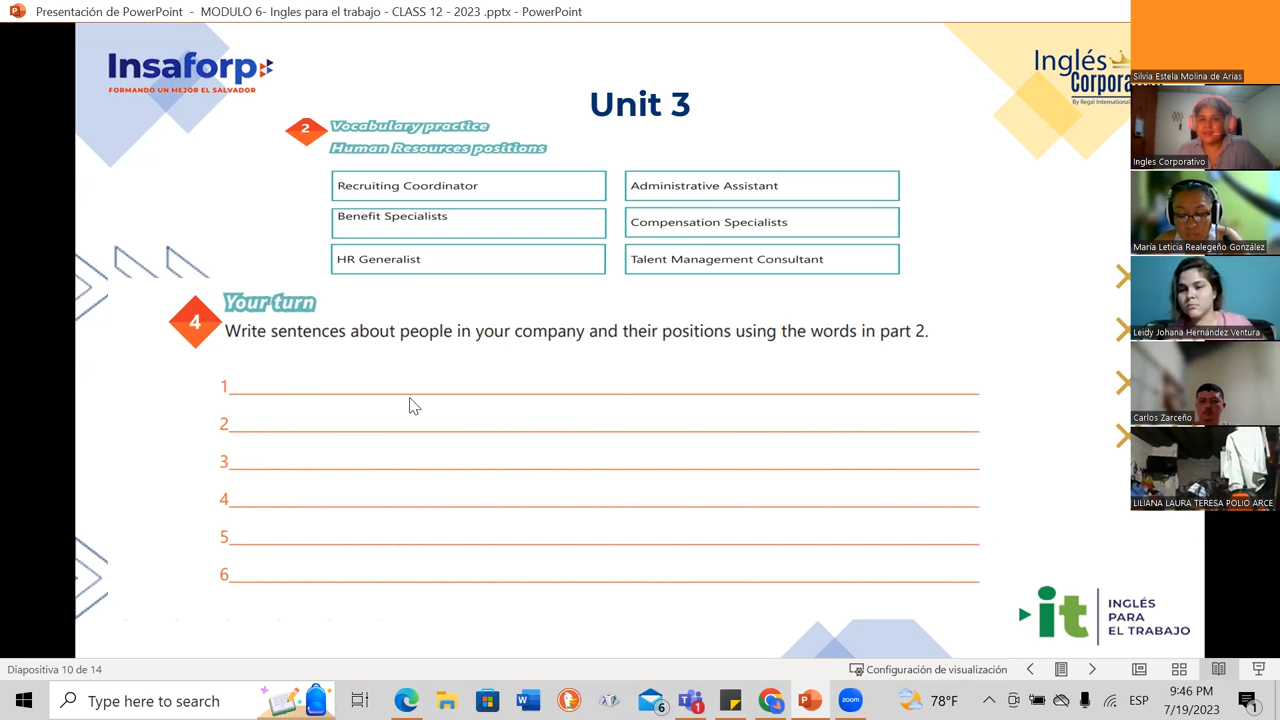 Presentación de PowerPoint - MODULO 6- Ingles para el trabajo - CLASS 12 - 2023 .pptx - PowerPoint
Insaforp
FORMANDO UN MEJOR EL SALVADOR
Inglés
Corpora
By Regal International
Unit 3
2 Vocabulary practice
Human Resources positions
Recruiting Coordinator
Administrative Assistant
Benefit Specialists
Compensation Specialists
HR Generalist
Talent Management Consultant
4 Your turn
Write sentences about people in your company and their positions using the words in part 2.
1
2
3
4
5
6
it INGLÉS
PARA
EL TRABAJO
Silvia Estela Molina de Arias
Ingles Corporativo
María Leticia Realegeño González
Leidy Johana Hernández Ventura
Carlos Zarceño
LILIANA LAURA TERESA POLIO ARCE
Diapositiva 10 de 14
Configuración de visualización
Type here to search
6
1
zoom
78°F
ESP
9:46 PM
7/19/2023
1